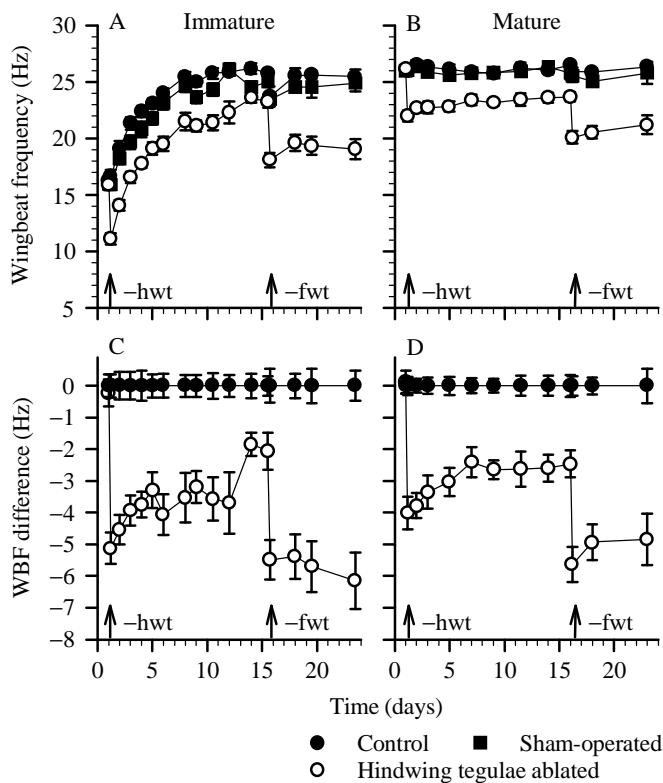 A Immature
B Mature
Wingbeat frequency (Hz)
30
25
20
15
10
5
–hwt
–fwt
–hwt
–fwt
C
D
WBF difference (Hz)
0
−1
−2
−3
−4
−5
−6
−7
−8
–hwt
–fwt
–hwt
–fwt
0 5 10 15 20
0 5 10 15 20
Time (days)
Control Sham-operated
Hindwing tegulae ablated